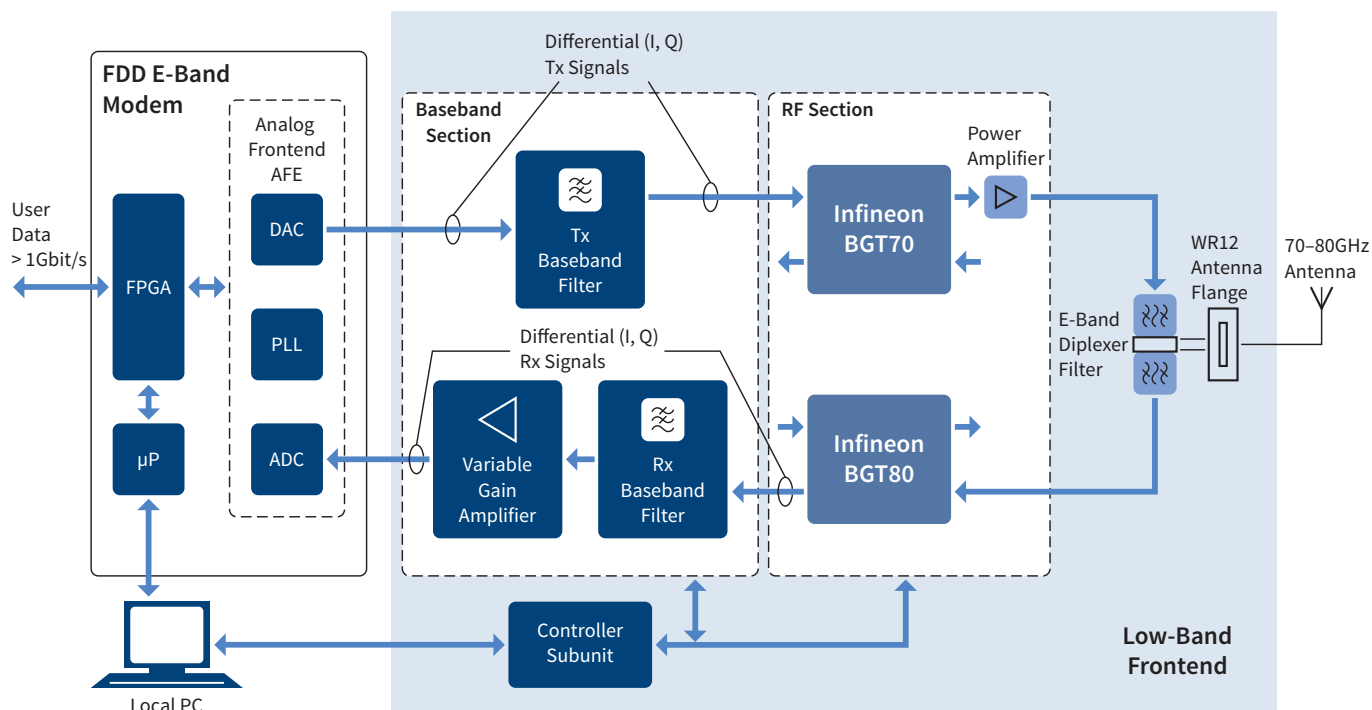 FDD E-Band
Modem
Analog
Frontend
AFE
DAC
PLL
ADC
FPGA
µP
User
Data
> 1Gbit/s
Local PC
Differential (I, Q)
Tx Signals
Baseband
Section
Tx
Baseband
Filter
Differential (I, Q)
Rx Signals
Variable
Gain
Amplifier
Rx
Baseband
Filter
RF Section
Power
Amplifier
Infineon
BGT70
Infineon
BGT80
E-Band
Diplexer
Filter
WR12
Antenna
Flange
70–80GHz
Antenna
Controller
Subunit
Low-Band
Frontend